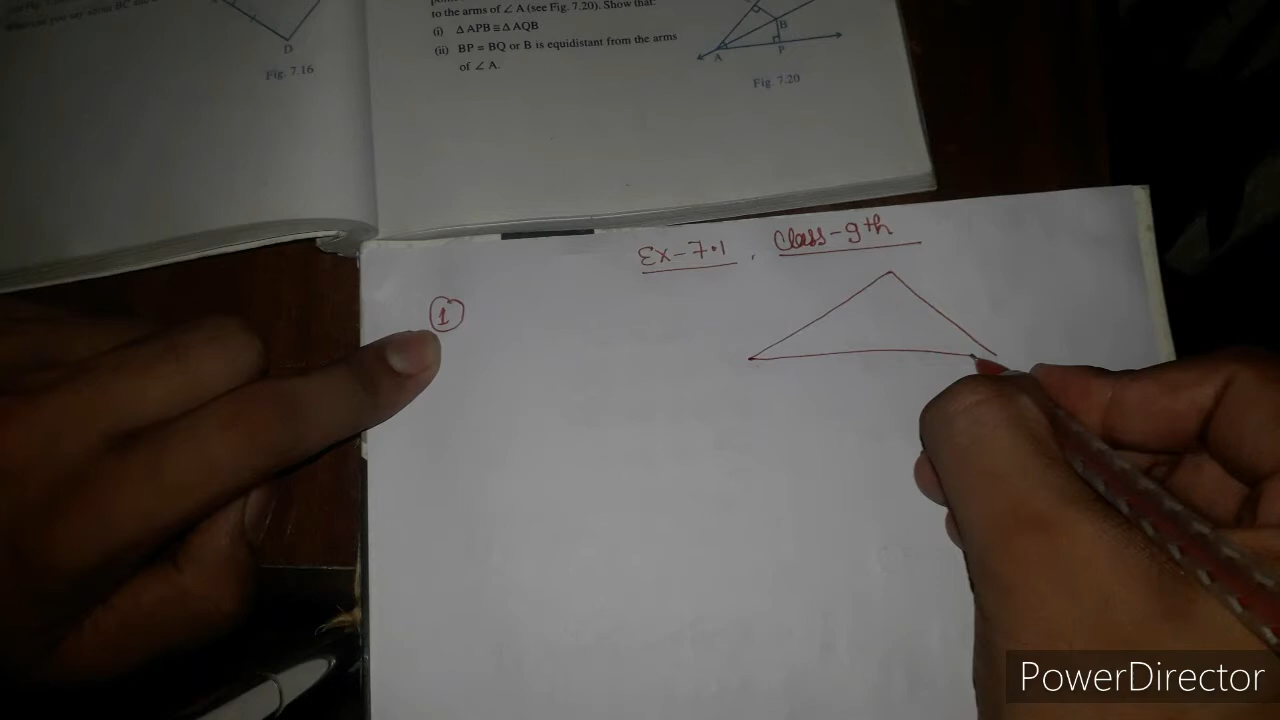 D
Fig. 7.16
to the arms of ∠ A (see Fig. 7.20). Show that:
(i) Δ APB ≅ Δ AQB
(ii) BP = BQ or B is equidistant from the arms
of ∠ A.
B
A
P
Fig. 7.20
Ex-7.1, Class-9th
1
PowerDirector